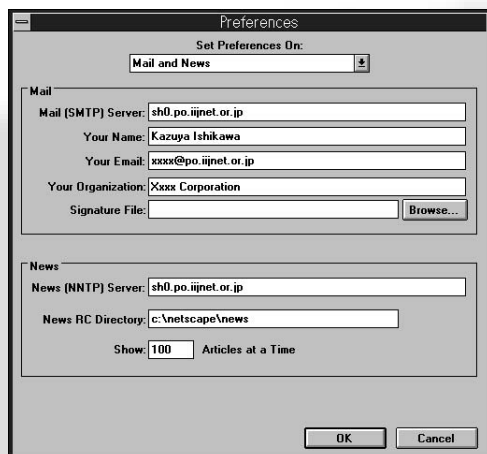 Preferences
Set Preferences On:
Mail and News
Mail
Mail (SMTP) Server: sh0.po.iijnet.or.jp
Your Name: Kazuya Ishikawa
Your Email: xxxx@po.iijnet.or.jp
Your Organization: Xxxx Corporation
Signature File: Browse...
News
News (NNTP) Server: sh0.po.iijnet.or.jp
News RC Directory: c:\netscape\news
Show: 100 Articles at a Time
OK Cancel